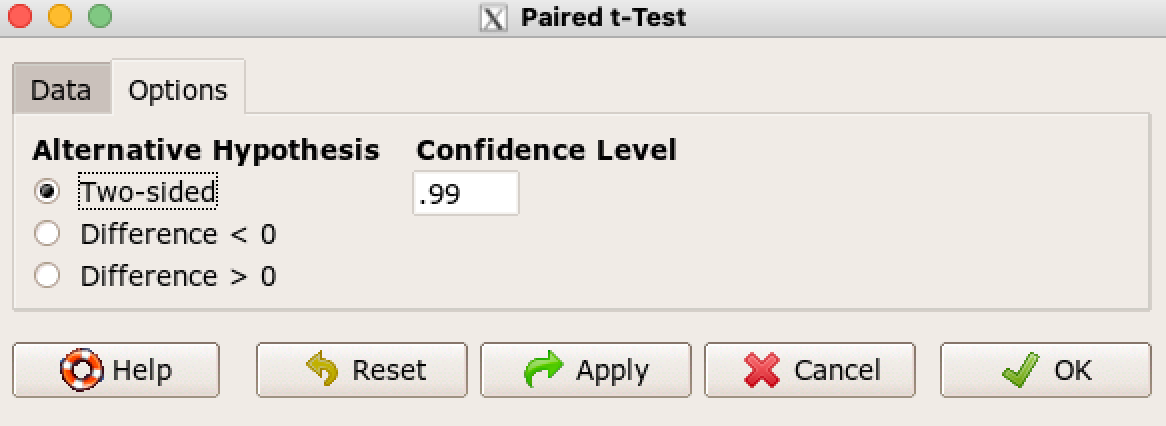 Paired t-Test
Data Options
Alternative Hypothesis Confidence Level
Two-sided .99
Difference < 0
Difference > 0
Help Reset Apply Cancel OK